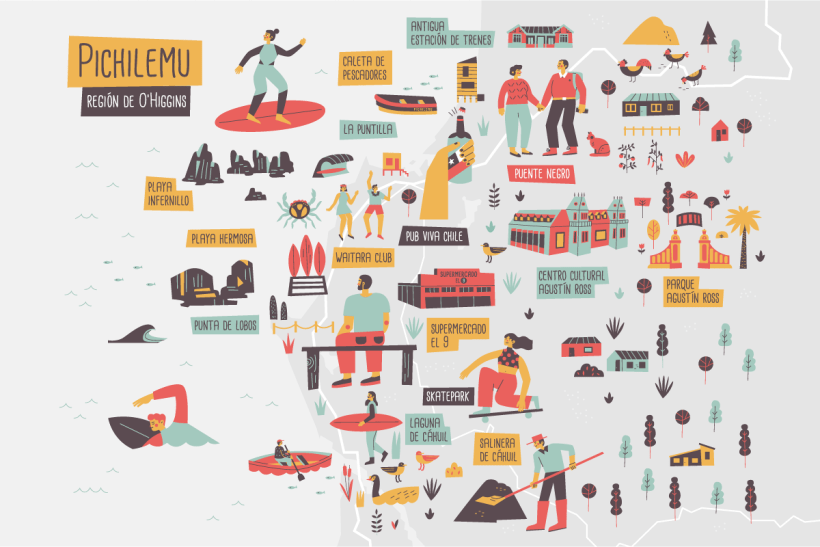 PICHILEMU
REGIÓN DE O'HIGGINS
ANTIGUA
ESTACIÓN DE TRENES
CALETA DE
PESCADORES
LA PUNTILLA
PLAYA
INFERNILLO
PUENTE NEGRO
PLAYA HERMOSA
PUB VIVA CHILE
WAITARA CLUB
CENTRO CULTURAL
AGUSTÍN ROSS
PARQUE
AGUSTÍN ROSS
SUPERMERCADO
EL 9
PUNTA DE LOBOS
SUPERMERCADO
EL 9
SKATEPARK
LAGUNA
DE CÁHUIL
SALINERA
DE CÁHUIL